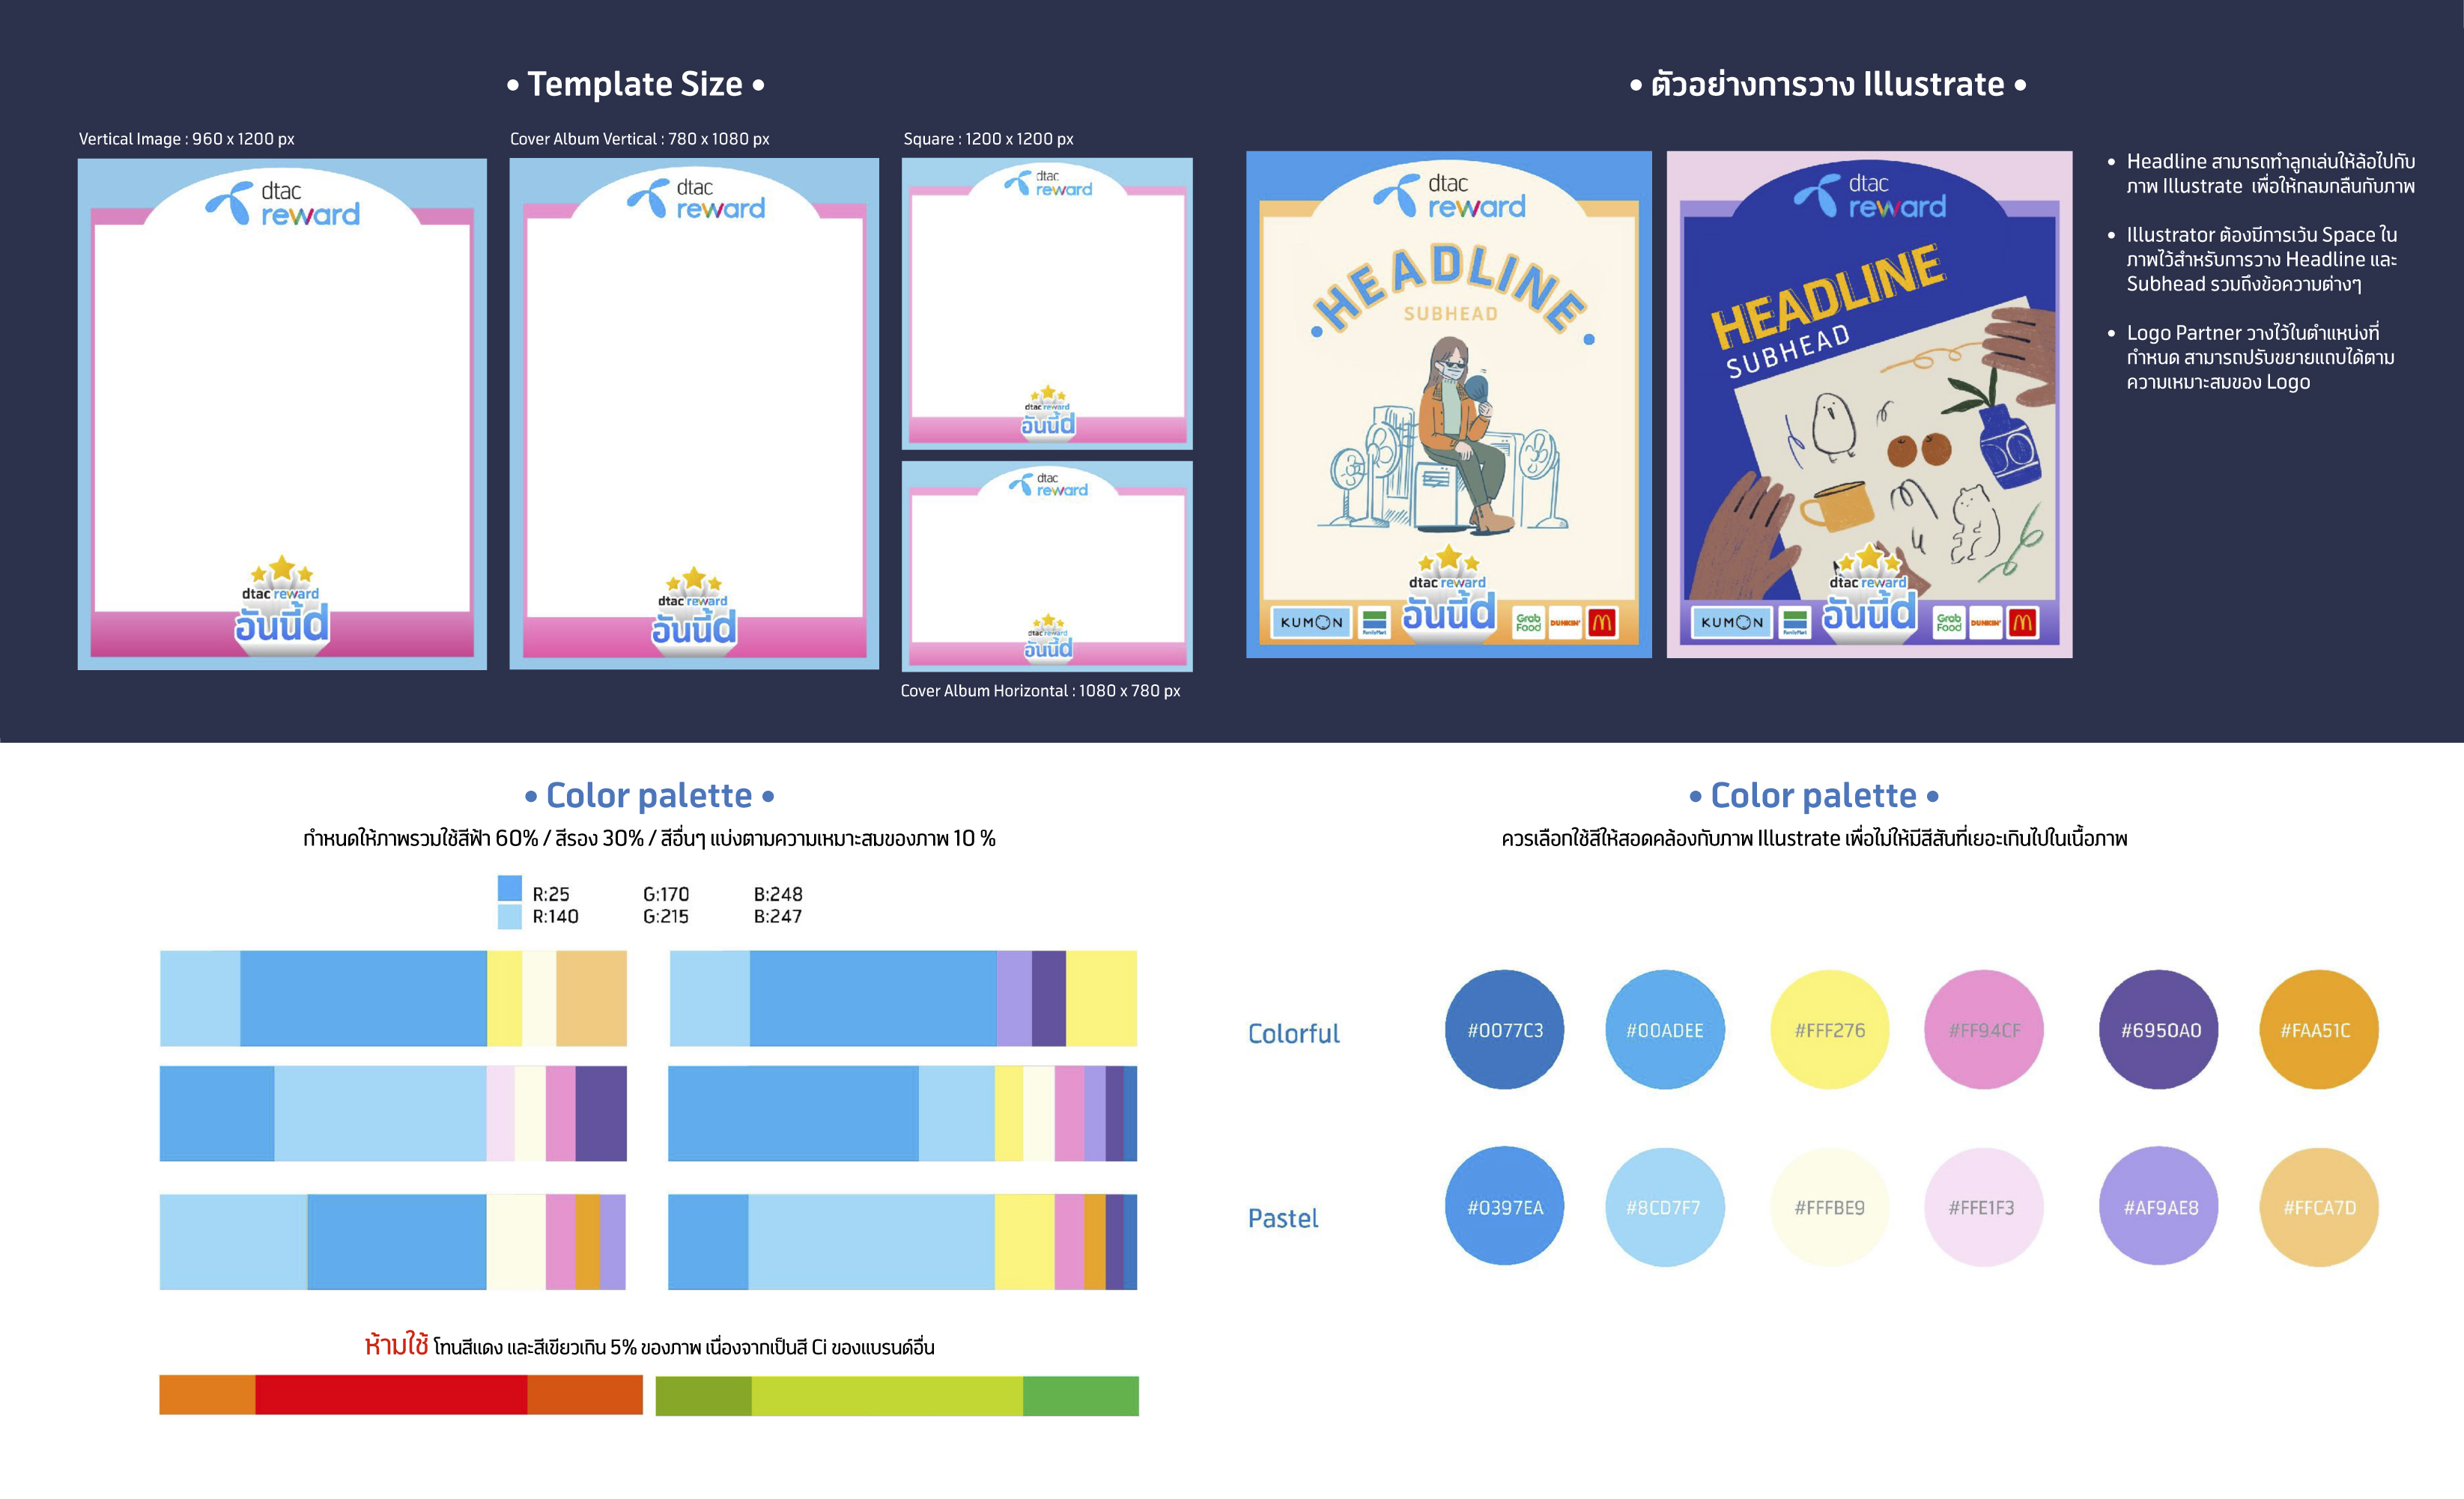 • Template Size •
Vertical Image : 960 x 1200 px
Cover Album Vertical : 780 x 1080 px
Square : 1200 x 1200 px
dtac
reward
dtac reward
อันนี้d
dtac
reward
dtac reward
อันนี้d
dtac
reward
dtac reward
อันนี้d
dtac
reward
dtac reward
อันนี้d
Cover Album Horizontal : 1080 x 780 px
• ตัวอย่างการวาง Illustrate •
dtac
reward
HEADLINE
SUBHEAD
dtac reward
อันนี้d
KUMON
FamilyMart
Grab
Food
DUNKIN'
dtac
reward
HEADLINE
SUBHEAD
dtac reward
อันนี้d
KUMON
FamilyMart
Grab
Food
DUNKIN'
• Headline สามารถทำลูกเล่นให้ล้อไปกับ
ภาพ Illustrate เพื่อให้กลมกลืนกับภาพ
• Illustrator ต้องมีการเว้น Space ใน
ภาพไว้สำหรับการวาง Headline และ
Subhead รวมถึงข้อความต่างๆ
• Logo Partner วางไว้ในตำแหน่งที่
กำหนด สามารถปรับขยายแถบได้ตาม
ความเหมาะสมของ Logo
• Color palette •
กำหนดให้ภาพรวมใช้สีฟ้า 60% / สีรอง 30% / สีอื่นๆ แบ่งตามความเหมาะสมของภาพ 10 %
R:25 G:170 B:248
R:140 G:215 B:247
ห้ามใช้ โทนสีแดง และสีเขียวเกิน 5% ของภาพ เนื่องจากเป็นสี Ci ของแบรนด์อื่น
• Color palette •
ควรเลือกใช้สีให้สอดคล้องกับภาพ Illustrate เพื่อไม่ให้มีสีสันที่เยอะเกินไปในเนื้อภาพ
Colorful
#0077C3 #00ADEE #FFF276 #FF94CF #6950A0 #FAA51C
Pastel
#0397EA #8CD7F7 #FFFBE9 #FFE1F3 #AF9AE8 #FFCA7D